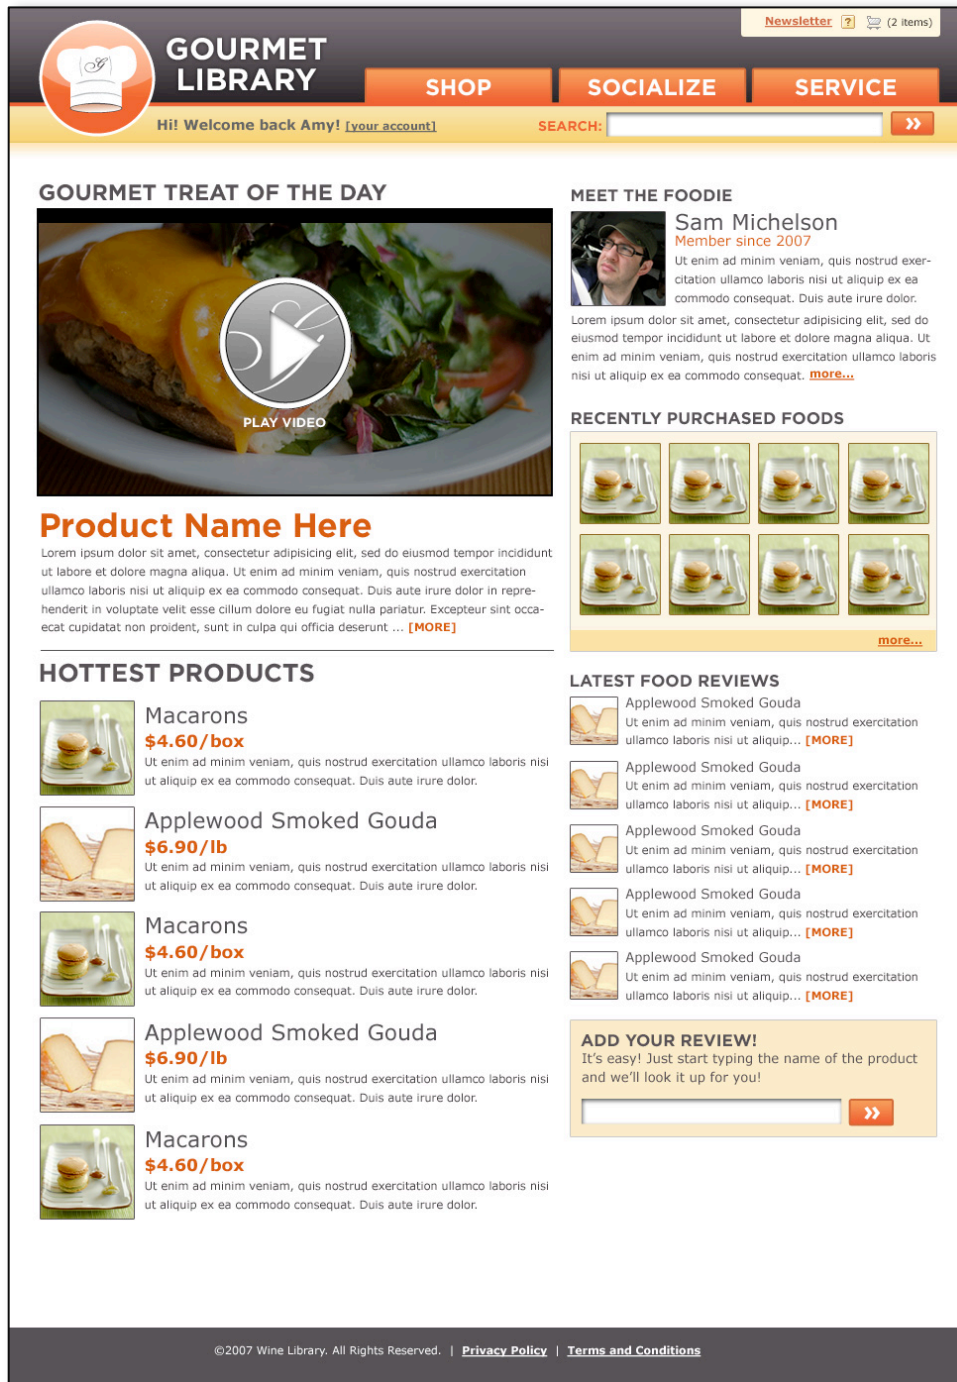 Newsletter ? (2 items)
GOURMET
LIBRARY
SHOP SOCIALIZE SERVICE
Hi! Welcome back Amy! [your account] SEARCH:
GOURMET TREAT OF THE DAY
PLAY VIDEO
Product Name Here
Lorem ipsum dolor sit amet, consectetur adipisicing elit, sed do eiusmod tempor incididunt
ut labore et dolore magna aliqua. Ut enim ad minim veniam, quis nostrud exercitation
ullamco laboris nisi ut aliquip ex ea commodo consequat. Duis aute irure dolor in repre-
henderit in voluptate velit esse cillum dolore eu fugiat nulla pariatur. Excepteur sint occa-
ecat cupidatat non proident, sunt in culpa qui officia deserunt ... [MORE]
HOTTEST PRODUCTS
Macarons
$4.60/box
Ut enim ad minim veniam, quis nostrud exercitation ullamco laboris nisi
ut aliquip ex ea commodo consequat. Duis aute irure dolor.
Applewood Smoked Gouda
$6.90/lb
Ut enim ad minim veniam, quis nostrud exercitation ullamco laboris nisi
ut aliquip ex ea commodo consequat. Duis aute irure dolor.
Macarons
$4.60/box
Ut enim ad minim veniam, quis nostrud exercitation ullamco laboris nisi
ut aliquip ex ea commodo consequat. Duis aute irure dolor.
Applewood Smoked Gouda
$6.90/lb
Ut enim ad minim veniam, quis nostrud exercitation ullamco laboris nisi
ut aliquip ex ea commodo consequat. Duis aute irure dolor.
Macarons
$4.60/box
Ut enim ad minim veniam, quis nostrud exercitation ullamco laboris nisi
ut aliquip ex ea commodo consequat. Duis aute irure dolor.
MEET THE FOODIE
Sam Michelson
Member since 2007
Ut enim ad minim veniam, quis nostrud exer-
citation ullamco laboris nisi ut aliquip ex ea
commodo consequat. Duis aute irure dolor.
Lorem ipsum dolor sit amet, consectetur adipisicing elit, sed do
eiusmod tempor incididunt ut labore et dolore magna aliqua. Ut
enim ad minim veniam, quis nostrud exercitation ullamco laboris
nisi ut aliquip ex ea commodo consequat. more...
RECENTLY PURCHASED FOODS
more...
LATEST FOOD REVIEWS
Applewood Smoked Gouda
Ut enim ad minim veniam, quis nostrud exercitation
ullamco laboris nisi ut aliquip... [MORE]
Applewood Smoked Gouda
Ut enim ad minim veniam, quis nostrud exercitation
ullamco laboris nisi ut aliquip... [MORE]
Applewood Smoked Gouda
Ut enim ad minim veniam, quis nostrud exercitation
ullamco laboris nisi ut aliquip... [MORE]
Applewood Smoked Gouda
Ut enim ad minim veniam, quis nostrud exercitation
ullamco laboris nisi ut aliquip... [MORE]
Applewood Smoked Gouda
Ut enim ad minim veniam, quis nostrud exercitation
ullamco laboris nisi ut aliquip... [MORE]
ADD YOUR REVIEW!
It's easy! Just start typing the name of the product
and we'll look it up for you!
©2007 Wine Library. All Rights Reserved. | Privacy Policy | Terms and Conditions